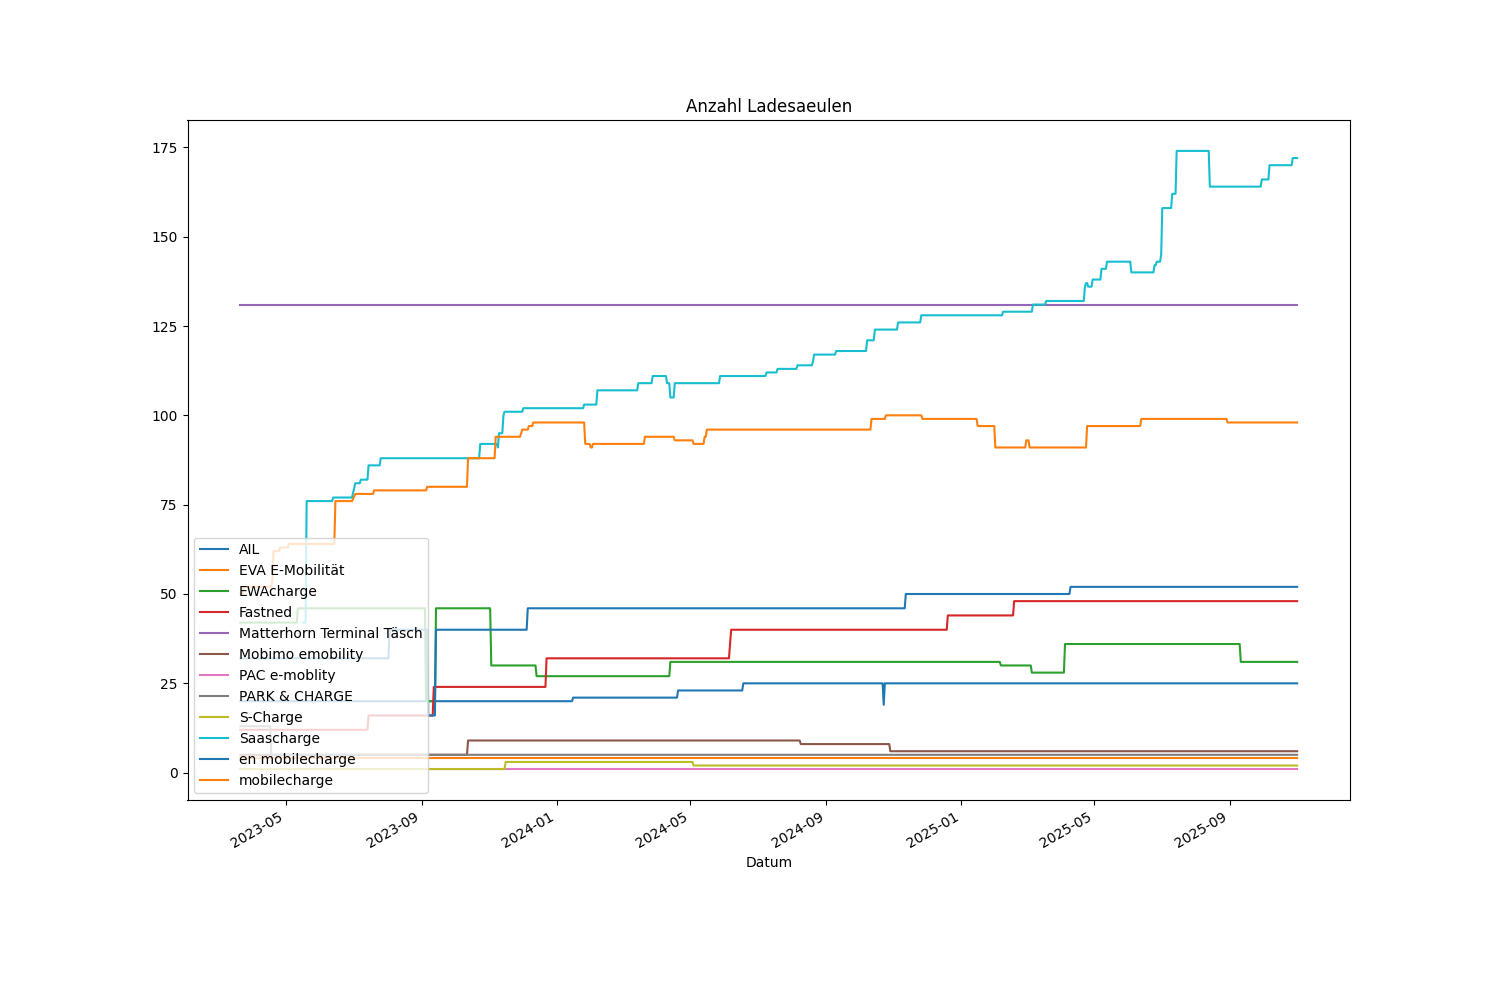 Anzahl Ladesaeulen
175
150
125
100
75
50
25
0
AIL
EVA E-Mobilität
EWAcharge
Fastned
Matterhorn Terminal Täsch
Mobimo emobility
PAC e-moblity
PARK & CHARGE
S-Charge
Saascharge
en mobilecharge
mobilecharge
2023-05
2023-09
2024-01
2024-05
2024-09
2025-01
2025-05
2025-09
Datum